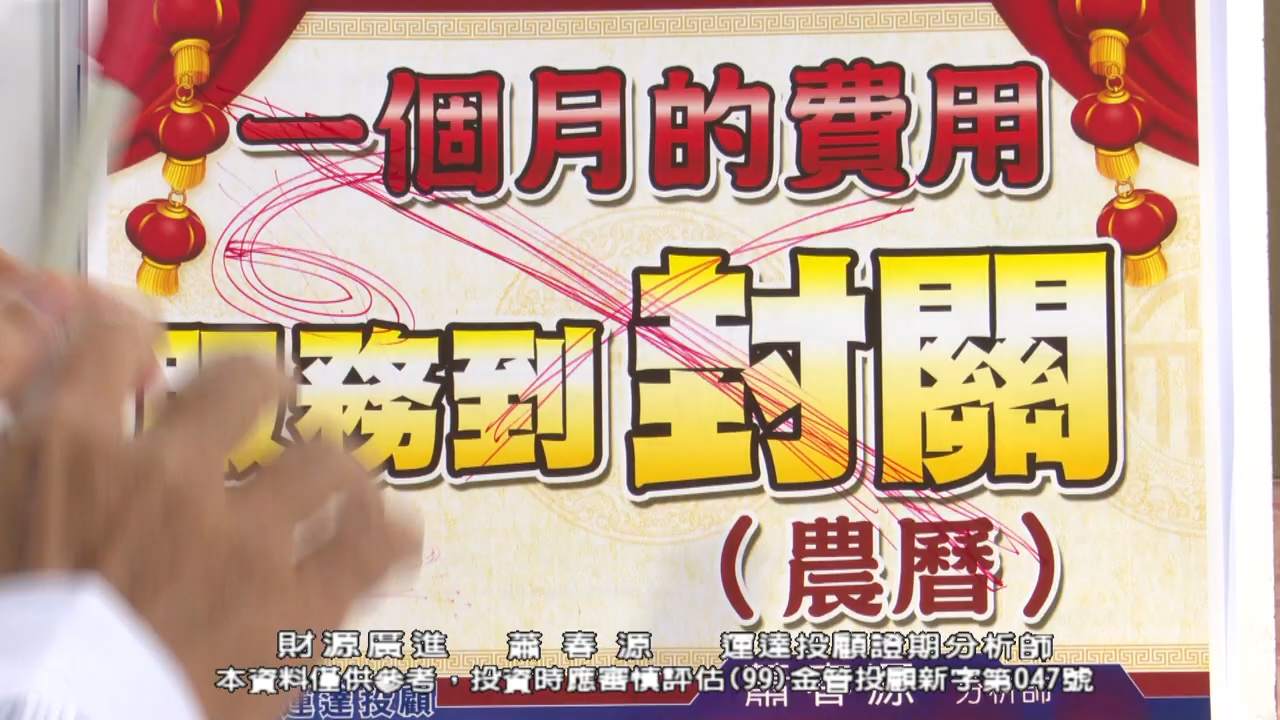 一個月的費用
服務到封關
(農曆)
財源廣進 蕭春源 運達投顧證期分析師
本資料僅供參考,投資時應審慎評估(99)金管投顧新字第047號
運達投顧 蕭春源 分析師